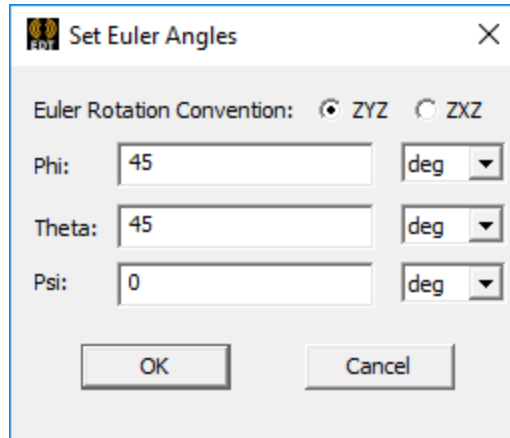 EDT Set Euler Angles
Euler Rotation Convention: ZYZ ZXZ
Phi: 45 deg
Theta: 45 deg
Psi: 0 deg
OK Cancel